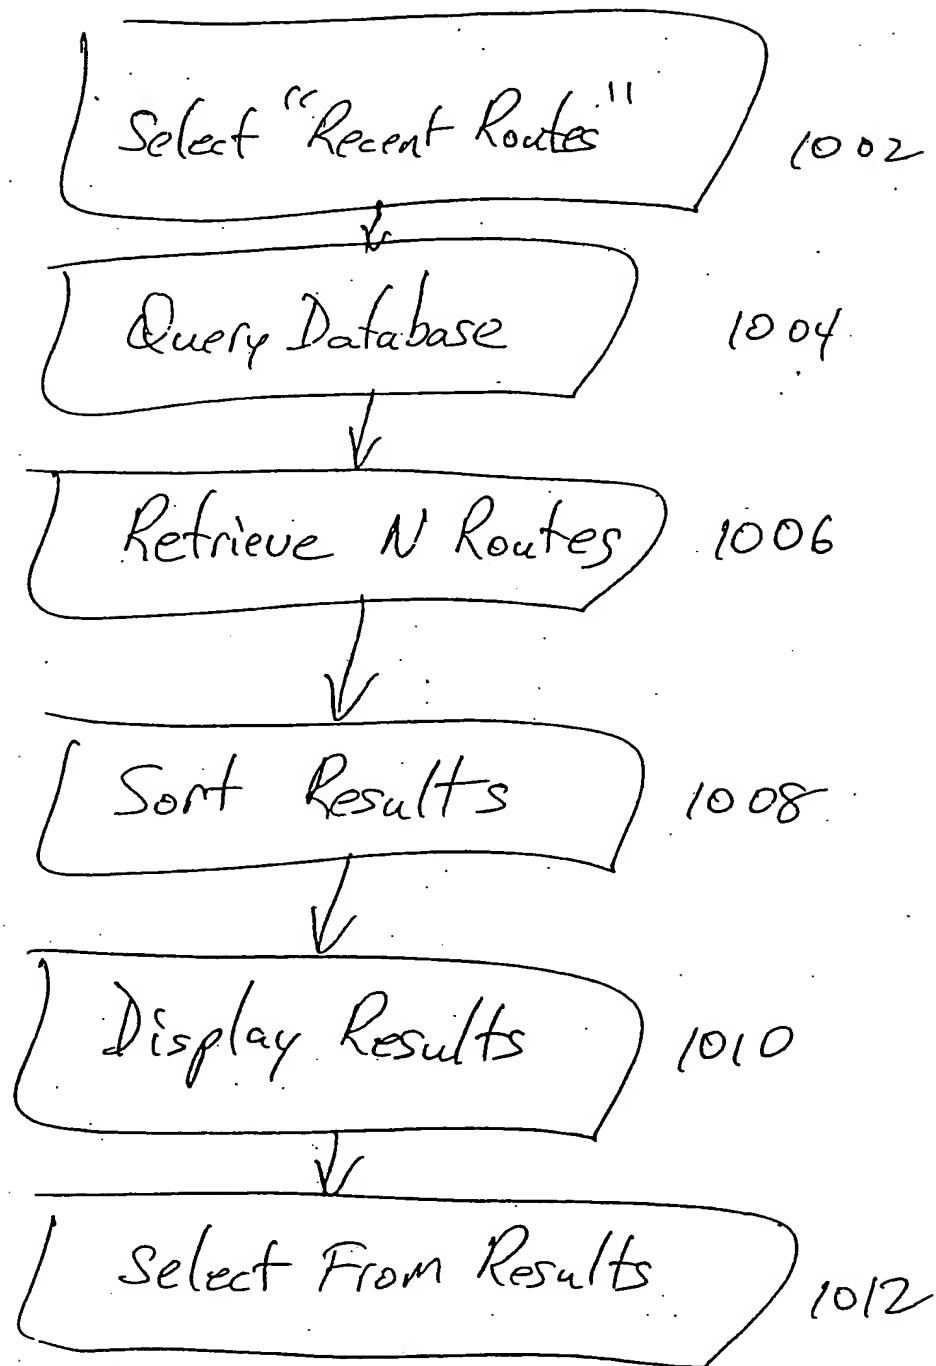 Select "Recent Routes" 1002
Query Database 1004
Retrieve N Routes 1006
Sort Results 1008
Display Results 1010
Select From Results 1012